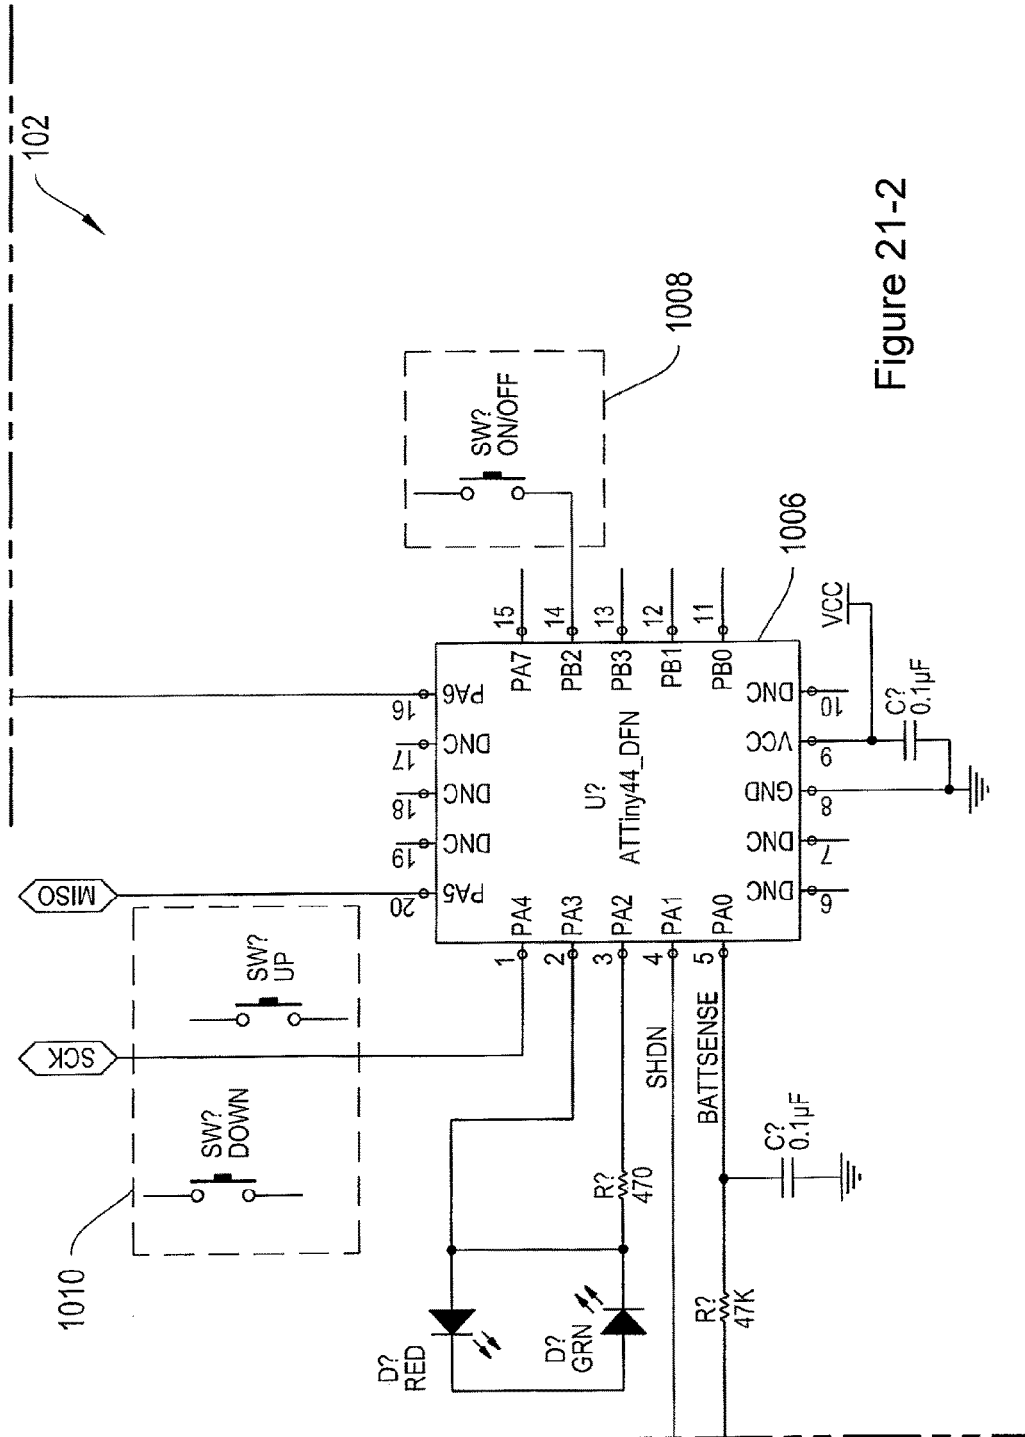 102
1008
SW?
ON/OFF
1006
VCC
C?
0.1µF
15
14
13
12
11
PA7
PB2
PB3
PB1
PB0
16
17
18
19
20
PA6
DNC
DNC
DNC
PA5
U?
ATTiny44_DFN
DNC
VCC
GND
DNC
DNC
10
9
8
7
6
PA4
PA3
PA2
PA1
PA0
1
2
3
4
5
MISO
SCK
SW?
UP
SW?
DOWN
1010
SHDN
BATTSENSE
R?
470
C?
0.1µF
R?
47K
D?
RED
D?
GRN
Figure 21-2